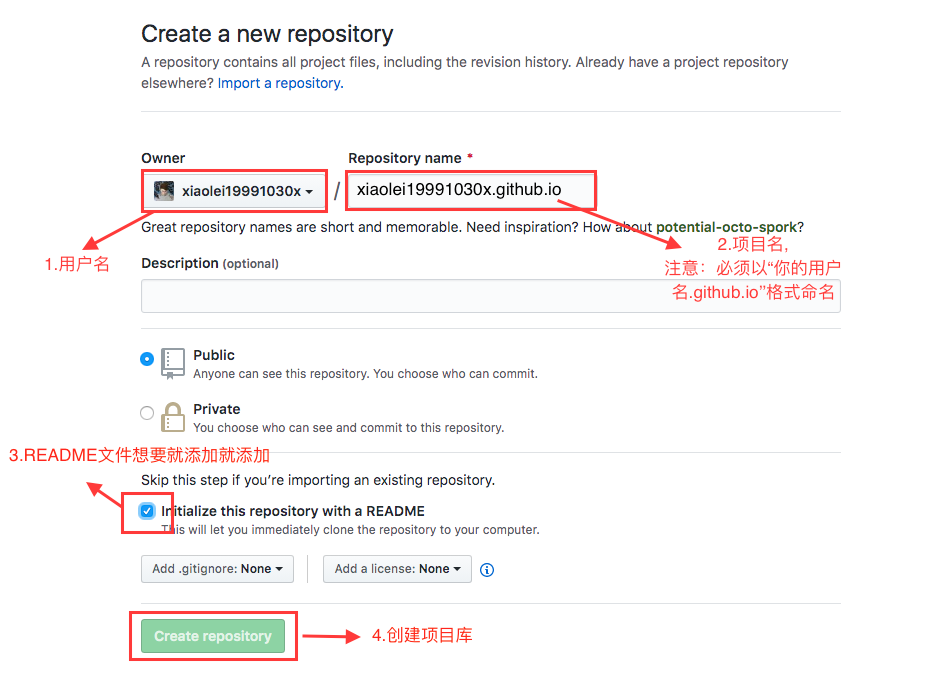 Create a new repository
A repository contains all project files, including the revision history. Already have a project repository
elsewhere? Import a repository.
Owner
Repository name *
xiaolei19991030x
/
xiaolei19991030x.github.io
Great repository names are short and memorable. Need inspiration? How about potential-octo-spork?
1.用户名
2.项目名,
注意：必须以“你的用户
名.github.io”格式命名
Description (optional)
Public
Anyone can see this repository. You choose who can commit.
Private
You choose who can see and commit to this repository.
3.README文件想要就添加就添加
Skip this step if you’re importing an existing repository.
Initialize this repository with a README
This will let you immediately clone the repository to your computer.
Add .gitignore: None
Add a license: None
Create repository
4.创建项目库